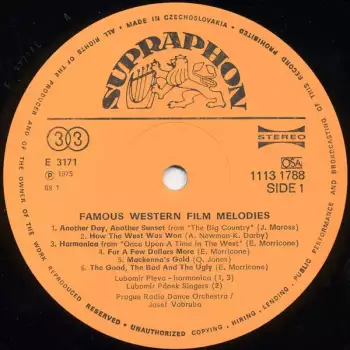 MADE IN CZECHOSLOVAKIA
ALL RIGHTS OF THE PRODUCER AND OF THE OWNER OF THE WORK REPRODUCED RESERVED • UNAUTHORIZED COPYING, HIRING, LENDING, PUBLIC PERFORMANCE AND BROADCASTING OF THIS RECORD PROHIBITED
SUPRAPHON
33
STEREO
E 3171
OSA
Ⓟ 1975
1113 1788
SIDE 1
FAMOUS WESTERN FILM MELODIES
1. Another Day, Another Sunset from "The Big Country" (J. Moross)
2. How The West Was Won (A. Newman-K. Darby)
3. Harmonica from "Once Upon A Time In The West" (E. Morricone)
4. For A Few Dollars More (E. Morricone)
5. Mackenna's Gold (Q. Jones)
6. The Good, The Bad And The Ugly (E. Morricone)
Lubomír Pleva - harmonica (1, 3)
Lubomír Pánek Singers (2)
Prague Radio Dance Orchestra /
Josef Vobruba